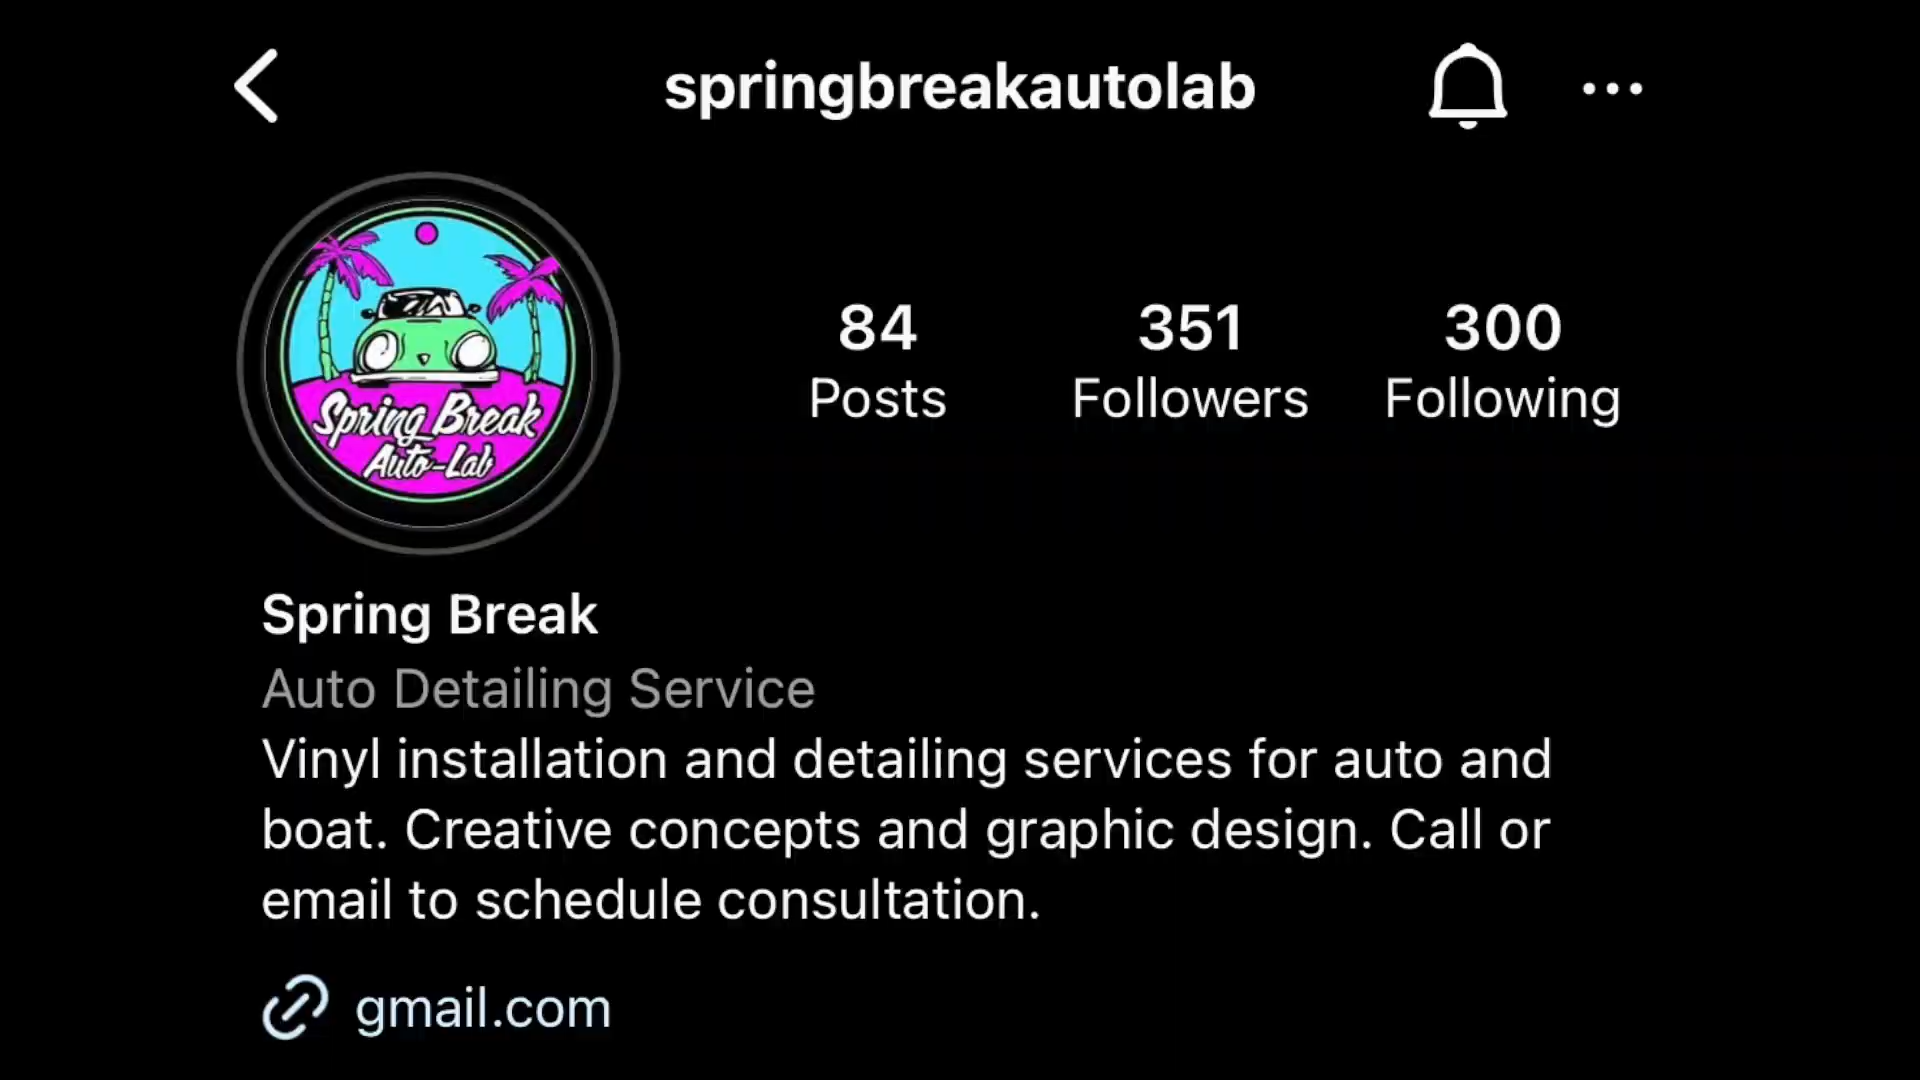 springbreakautolab
Spring Break
Auto-Lab
84
Posts
351
Followers
300
Following
Spring Break
Auto Detailing Service
Vinyl installation and detailing services for auto and
boat. Creative concepts and graphic design. Call or
email to schedule consultation.
gmail.com